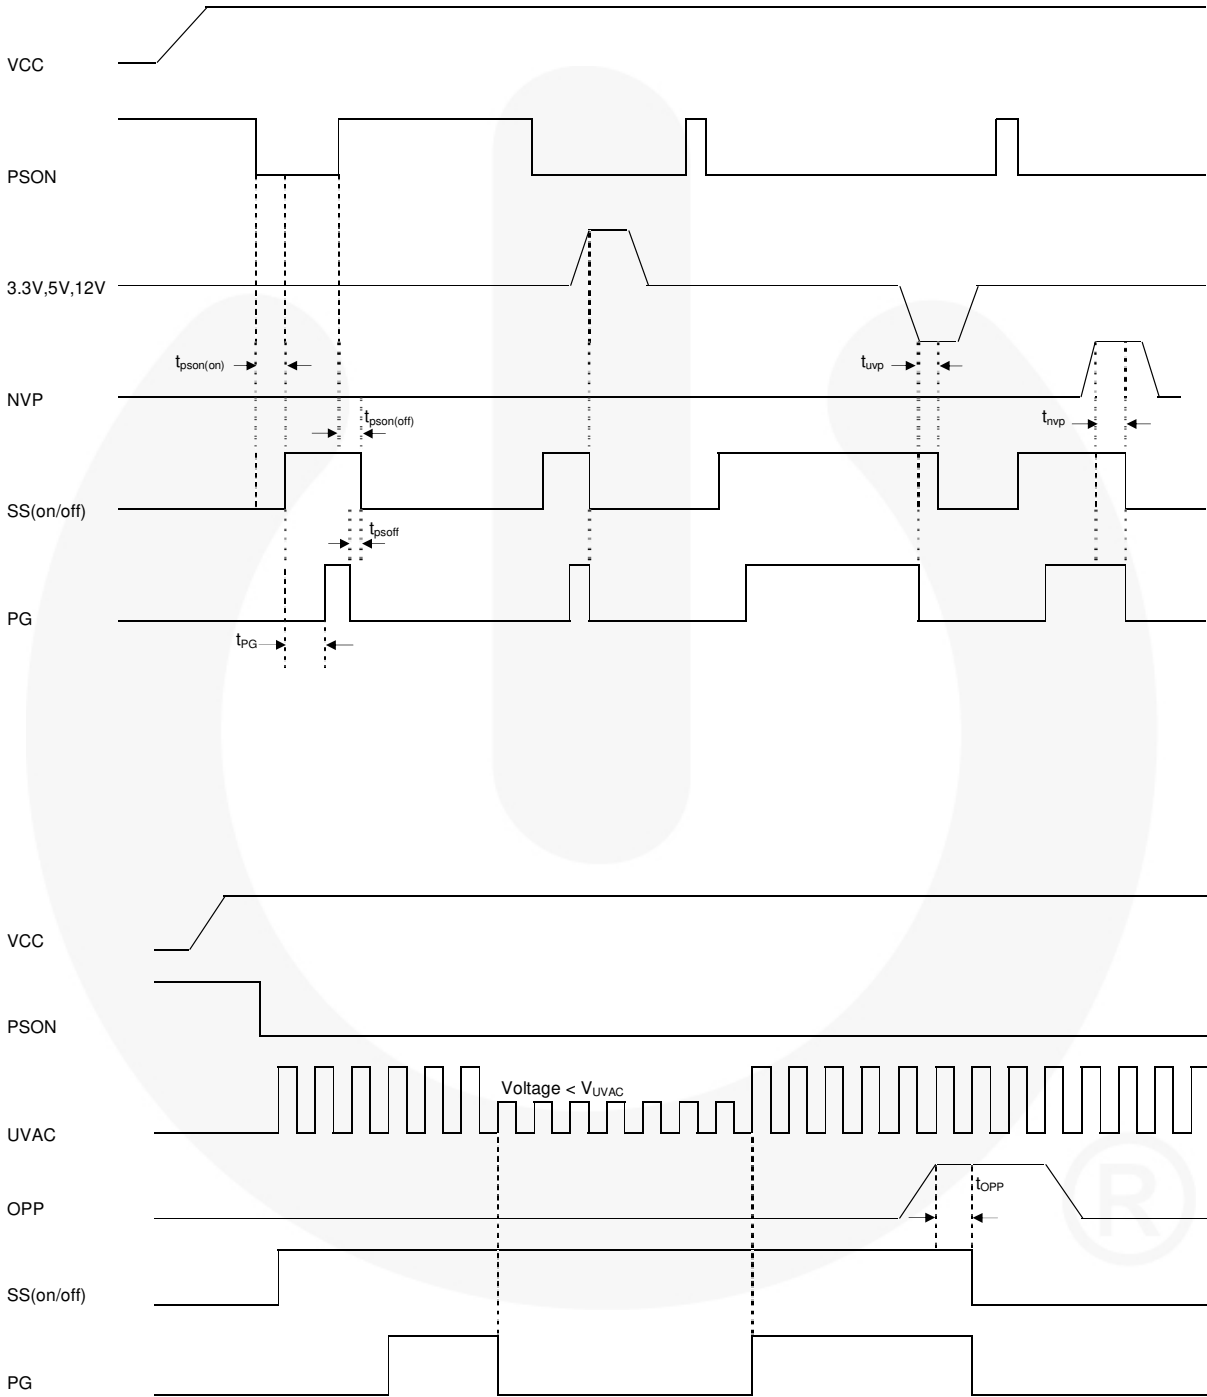 VCC
PSON
3.3V,5V,12V
tpson(on)
tuvp
NVP
tpson(off)
tnvp
SS(on/off)
tpsoff
PG
tPG
VCC
PSON
Voltage < VUVAC
UVAC
tOPP
OPP
SS(on/off)
PG
®